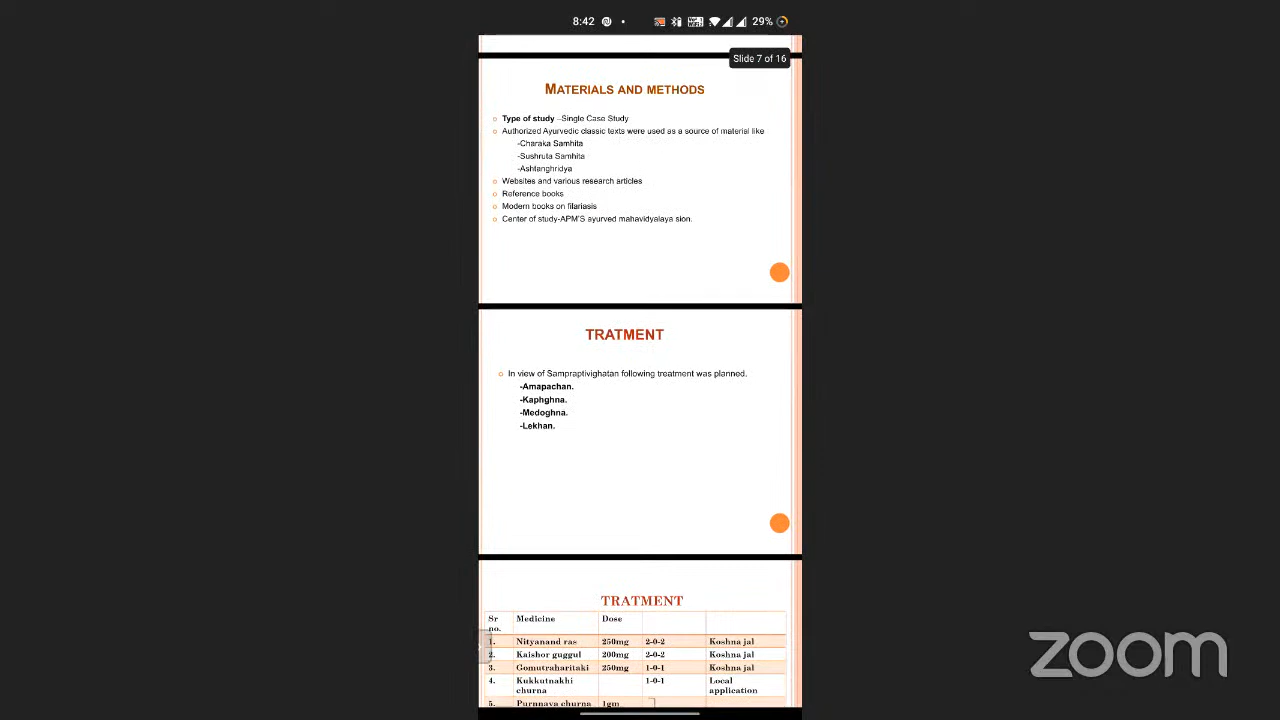 8:42
29%
Slide 7 of 16
MATERIALS AND METHODS
Type of study –Single Case Study
Authorized Ayurvedic classic texts were used as a source of material like
-Charaka Samhita
-Sushruta Samhita
-Ashtanghridya
Websites and various research articles
Reference books
Modern books on filariasis
Center of study-APM'S ayurved mahavidyalaya sion.
TRATMENT
In view of Sampraptivighatan following treatment was planned.
-Amapachan.
-Kaphghna.
-Medoghna.
-Lekhan.
TRATMENT
Sr no. Medicine Dose
1. Nityanand ras 250mg 2-0-2 Koshna jal
2. Kaishor guggul 200mg 2-0-2 Koshna jal
3. Gomutraharitaki 250mg 1-0-1 Koshna jal
4. Kukkutnakhi churna 1-0-1 Local application
5. Purnnava churna 1gm
zoom